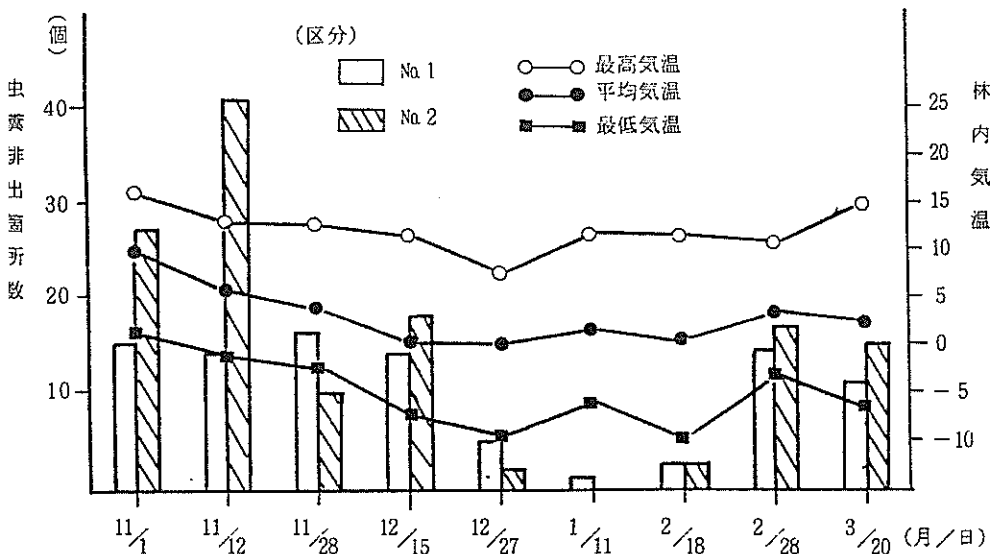 (個)
虫糞排出箇所数
40
30
20
10
(区分)
No.1
No.2
最高気温
平均気温
最低気温
林内気温
25
20
15
10
5
0
-5
-10
11/1
11/12
11/28
12/15
12/27
1/11
2/18
2/28
3/20
(月/日)